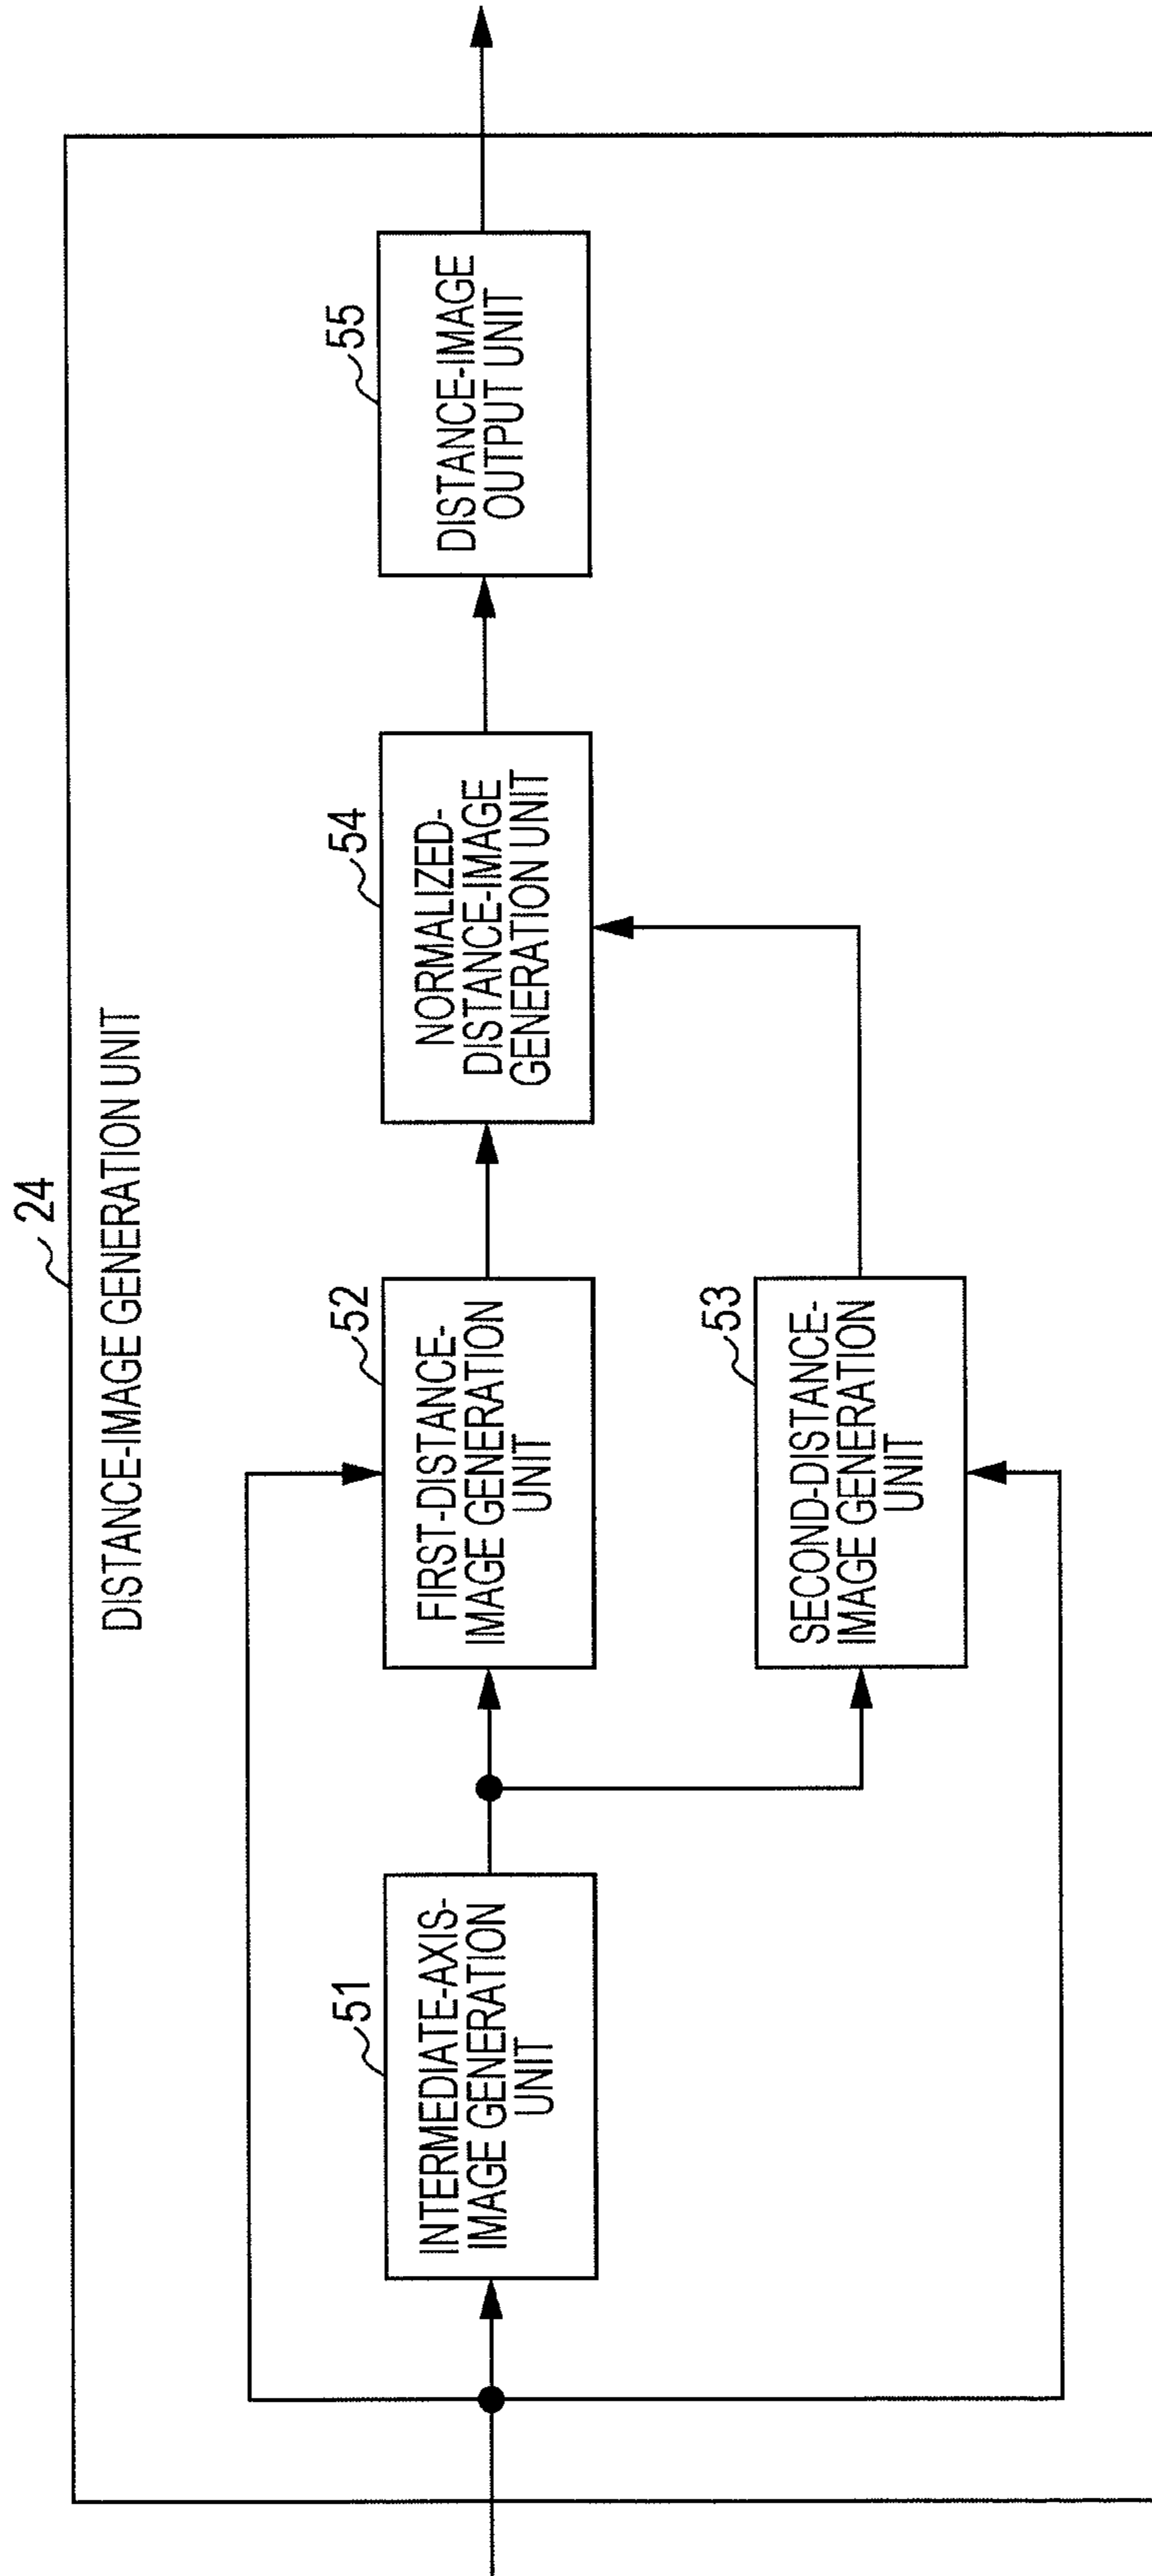 24
DISTANCE-IMAGE GENERATION UNIT
51
INTERMEDIATE-AXIS-
IMAGE GENERATION
UNIT
52
FIRST-DISTANCE-
IMAGE GENERATION
UNIT
53
SECOND-DISTANCE-
IMAGE GENERATION
UNIT
54
NORMALIZED-
DISTANCE-IMAGE
GENERATION UNIT
55
DISTANCE-IMAGE
OUTPUT UNIT